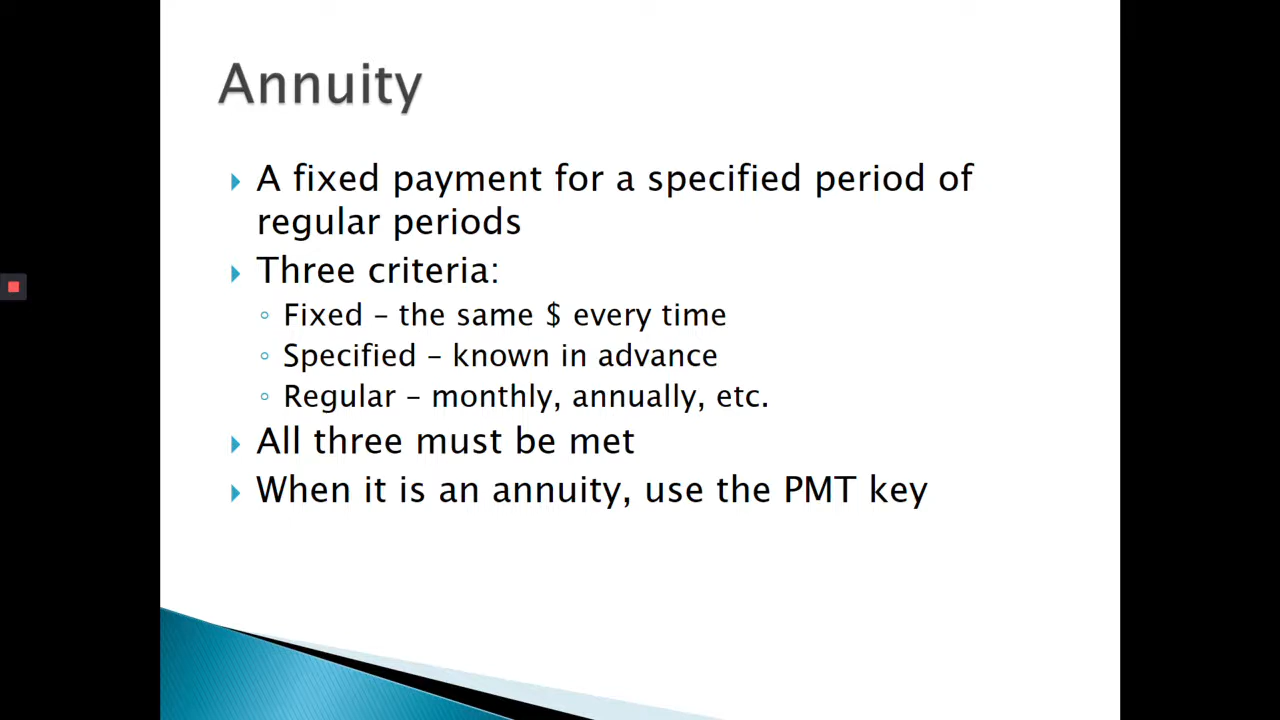 Annuity
A fixed payment for a specified period of
regular periods
Three criteria:
Fixed – the same $ every time
Specified – known in advance
Regular – monthly, annually, etc.
All three must be met
When it is an annuity, use the PMT key